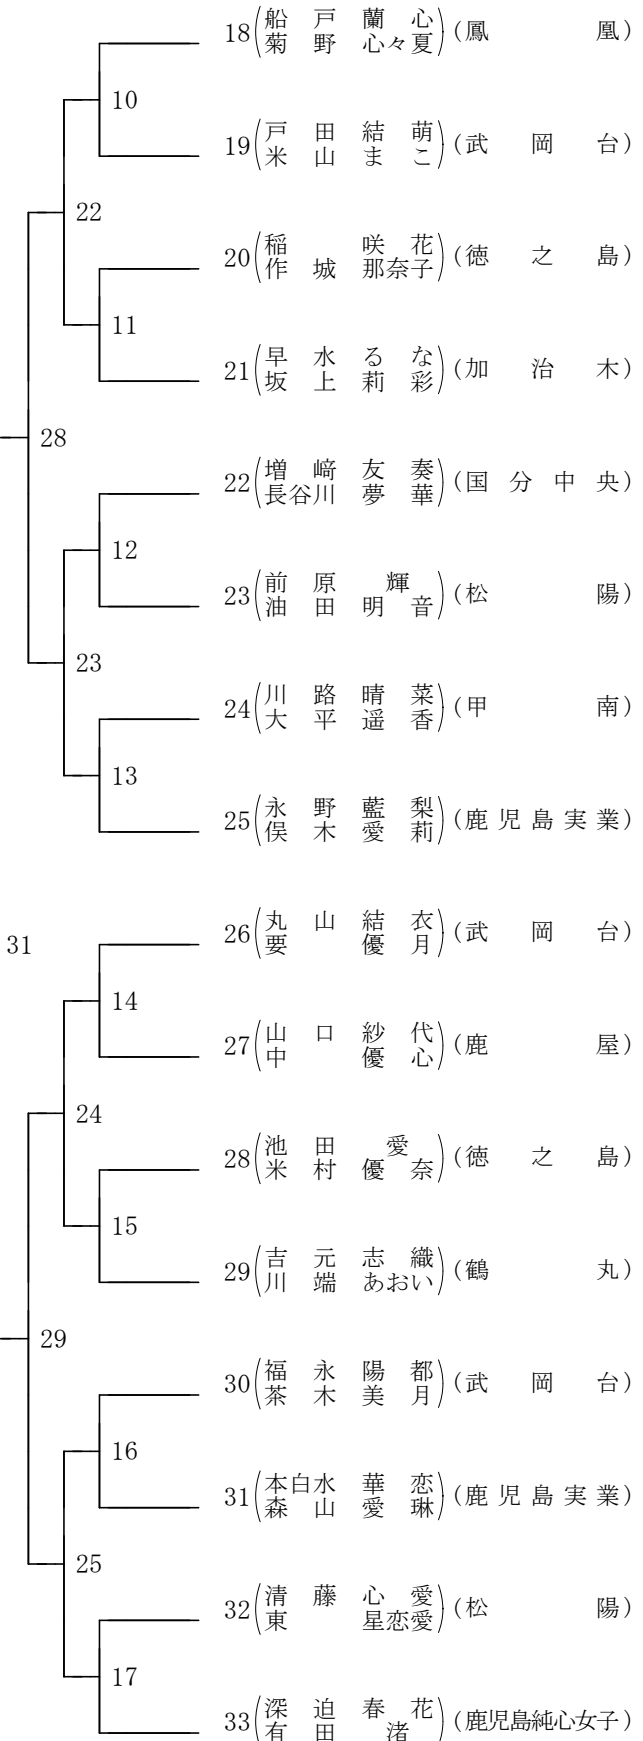 18(船戸蘭心
菊野心々夏)(鳳凰)
10
19(戸田結萌
米山まこ)(武岡台)
22
20(稲咲花
作城那奈子)(徳之島)
11
21(早水るな
坂上莉彩)(加治木)
28
22(増﨑友奏
長谷川夢華)(国分中央)
12
23(前原輝
油田明音)(松陽)
23
24(川路晴菜
大平遥香)(甲南)
13
25(永野藍梨
俣木愛莉)(鹿児島実業)
26(丸山結衣
要優月)(武岡台)
31
14
27(山口紗代
中優心)(鹿屋)
24
28(池田愛
米村優奈)(徳之島)
15
29(吉元志織
川端あおい)(鶴丸)
29
30(福永陽都
茶木美月)(武岡台)
16
31(本白水華恋
森山愛琳)(鹿児島実業)
25
32(清藤心愛
東星恋愛)(松陽)
17
33(深迫春花
有田渚)(鹿児島純心女子)